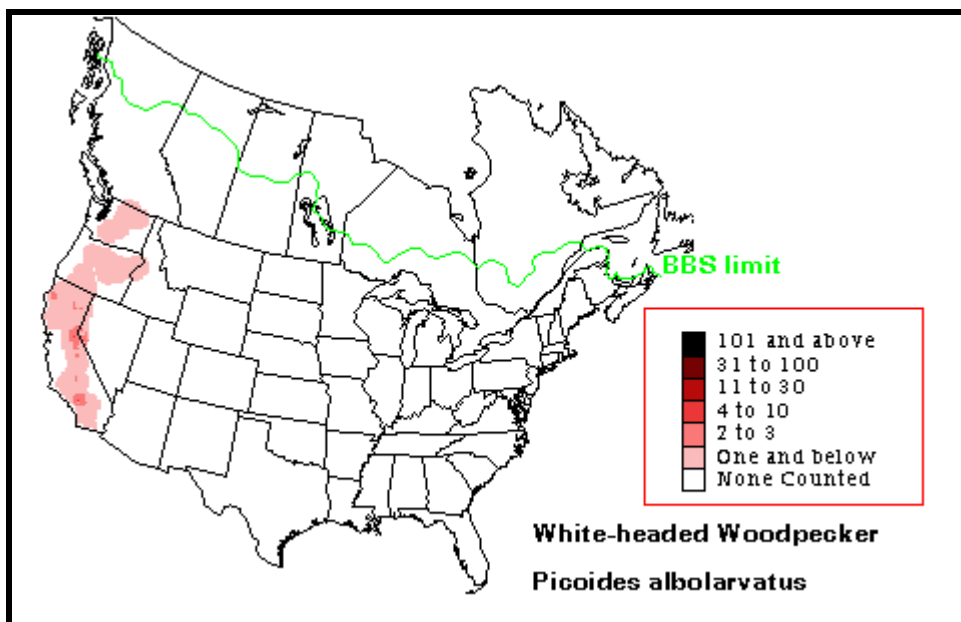 BBS limit
101 and above
31 to 100
11 to 30
4 to 10
2 to 3
One and below
None Counted
White-headed Woodpecker
Picoides albolarvatus